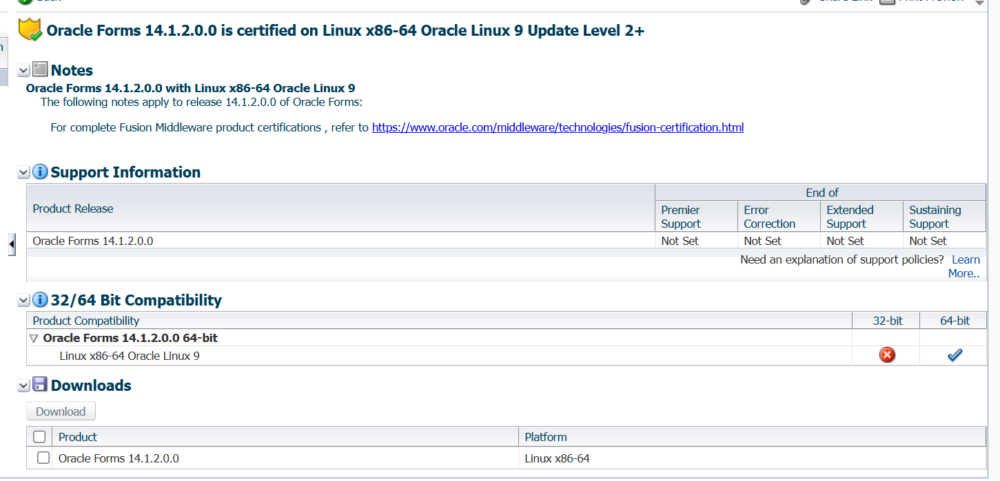 Oracle Forms 14.1.2.0.0 is certified on Linux x86-64 Oracle Linux 9 Update Level 2+
Notes
Oracle Forms 14.1.2.0.0 with Linux x86-64 Oracle Linux 9
The following notes apply to release 14.1.2.0.0 of Oracle Forms:
For complete Fusion Middleware product certifications , refer to https://www.oracle.com/middleware/technologies/fusion-certification.html
Support Information
End of
Product Release
Premier Support
Error Correction
Extended Support
Sustaining Support
Oracle Forms 14.1.2.0.0 Not Set Not Set Not Set Not Set
Need an explanation of support policies? Learn
More..
32/64 Bit Compatibility
Product Compatibility 32-bit 64-bit
Oracle Forms 14.1.2.0.0 64-bit
Linux x86-64 Oracle Linux 9
Downloads
Download
Product Platform
Oracle Forms 14.1.2.0.0 Linux x86-64